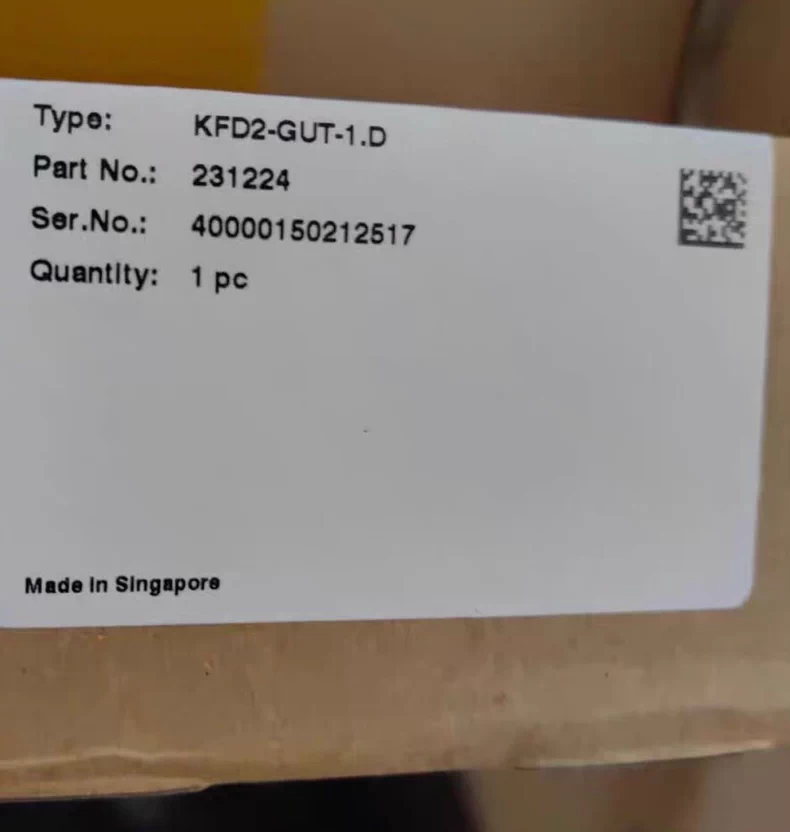 Type: KFD2-GUT-1.D
Part No.: 231224
Ser.No.: 40000150212517
Quantity: 1 pc
Made in Singapore